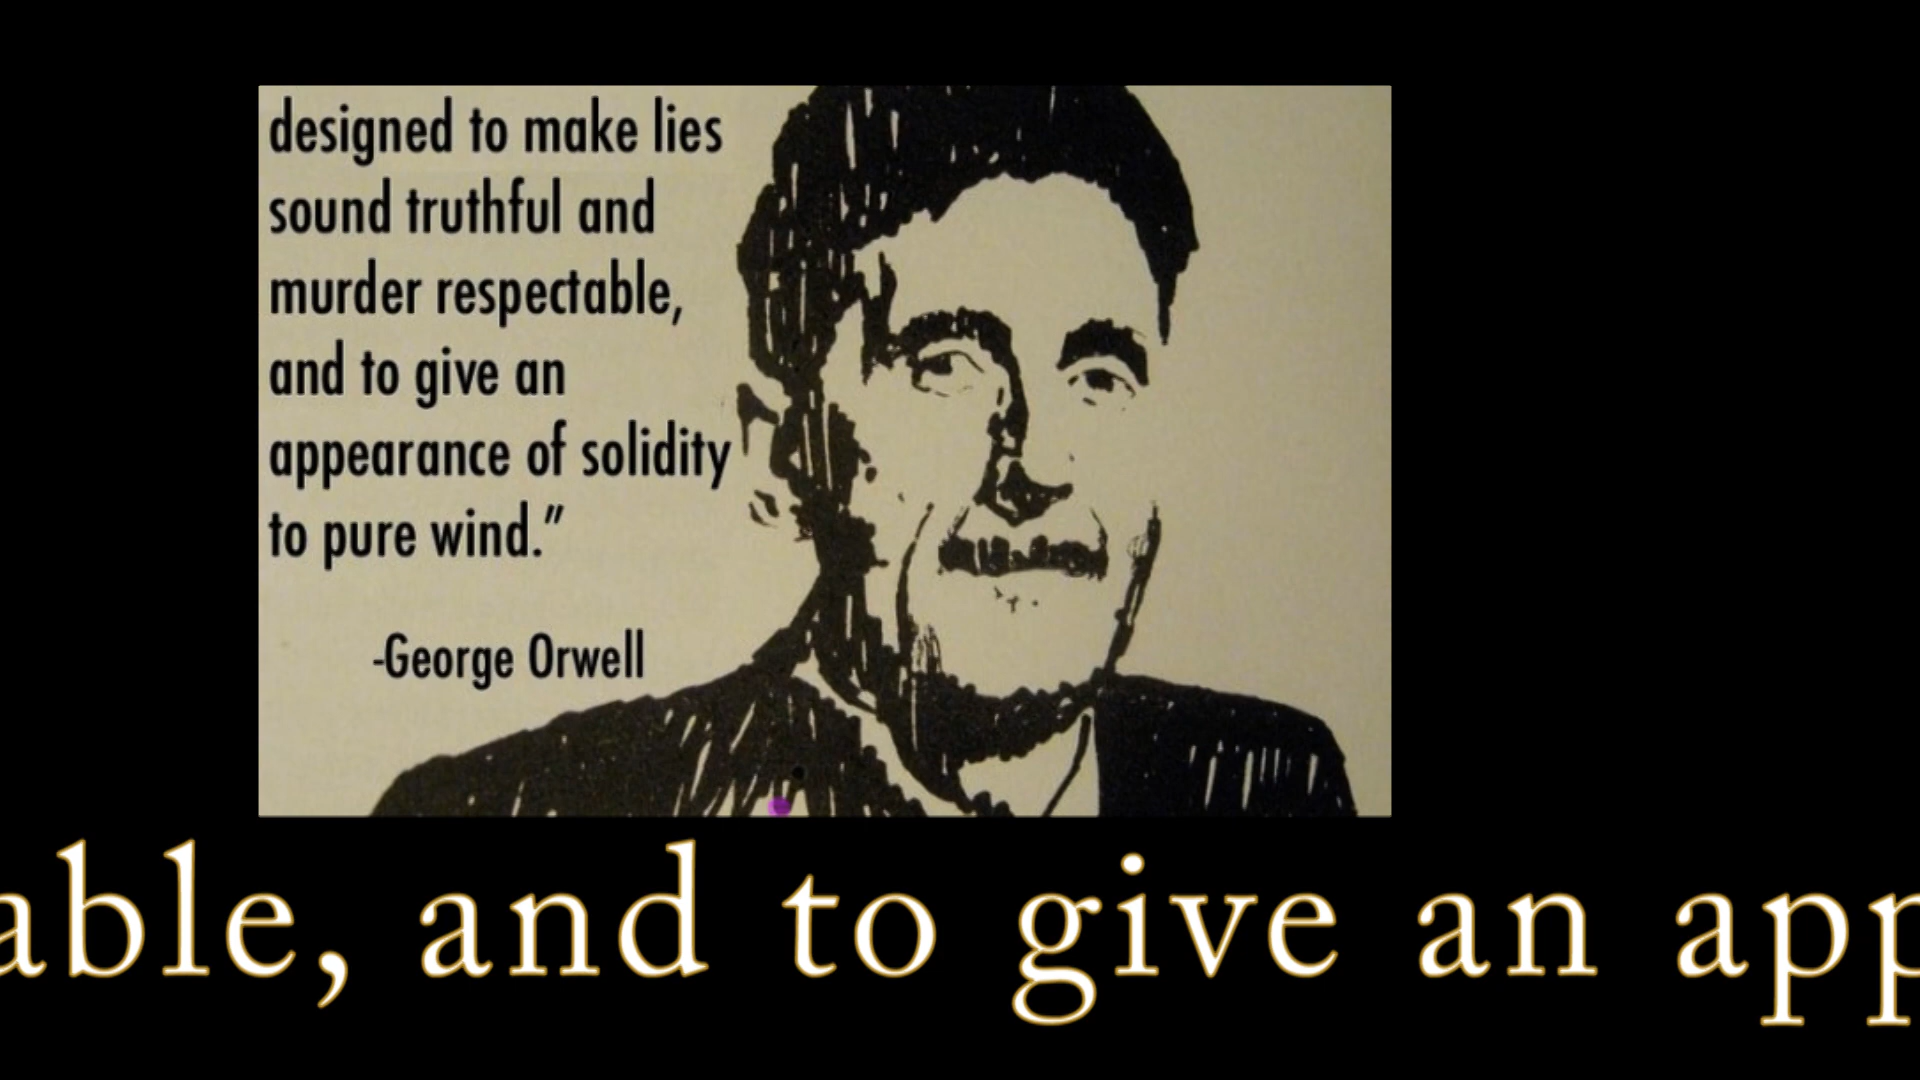 designed to make lies
sound truthful and
murder respectable,
and to give an
appearance of solidity
to pure wind.”
-George Orwell
able, and to give an app